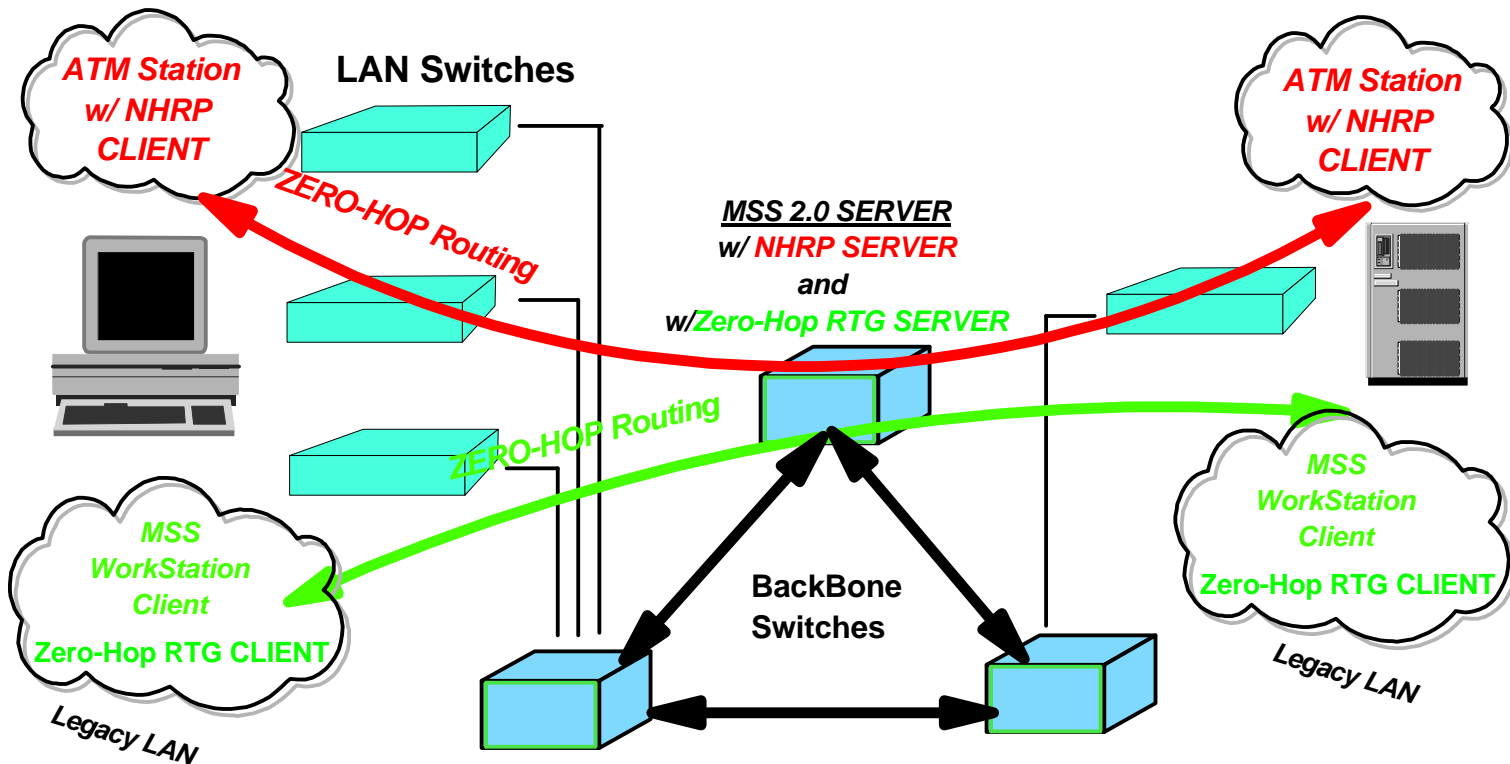 ATM Station
w/ NHRP
CLIENT
LAN Switches
ATM Station
w/ NHRP
CLIENT
ZERO-HOP Routing
MSS 2.0 SERVER
w/ NHRP SERVER
and
w/Zero-Hop RTG SERVER
ZERO-HOP Routing
MSS
WorkStation
Client
Zero-Hop RTG CLIENT
Legacy LAN
BackBone
Switches
MSS
WorkStation
Client
Zero-Hop RTG CLIENT
Legacy LAN